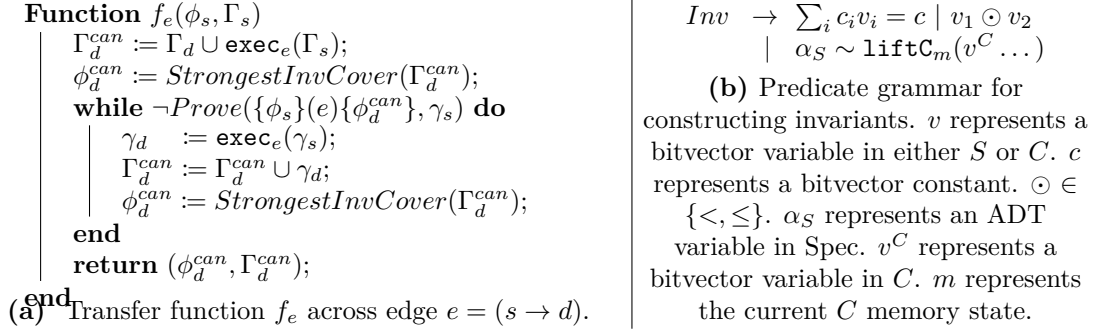 Function f_e(ϕ_s, Γ_s)
Γ_d^can := Γ_d ∪ exec_e(Γ_s);
ϕ_d^can := StrongestInvCover(Γ_d^can);
while ¬Prove({ϕ_s}(e){ϕ_d^can}, γ_s) do
γ_d := exec_e(γ_s);
Γ_d^can := Γ_d^can ∪ γ_d;
ϕ_d^can := StrongestInvCover(Γ_d^can);
end
return (ϕ_d^can, Γ_d^can);
end
(a) Transfer function f_e across edge e = (s → d).
Inv → ∑_i c_i v_i = c | v_1 ⊙ v_2
| α_S ∼ liftC_m(v^C ...)
(b) Predicate grammar for
constructing invariants. v represents a
bitvector variable in either S or C. c
represents a bitvector constant. ⊙ ∈
{<, ≤}. α_S represents an ADT
variable in Spec. v^C represents a
bitvector variable in C. m represents
the current C memory state.